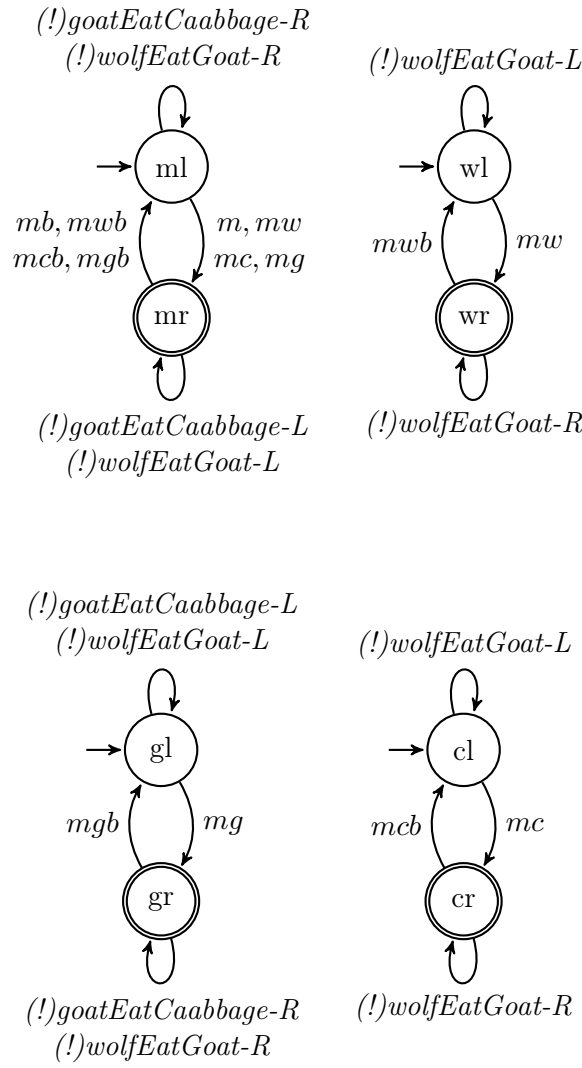 (!)goatEatCaabbage-R
(!)wolfEatGoat-R
ml
mb, mwb
mcb, mgb
m, mw
mc, mg
mr
(!)goatEatCaabbage-L
(!)wolfEatGoat-L
(!)wolfEatGoat-L
wl
mwb
mw
wr
(!)wolfEatGoat-R
(!)goatEatCaabbage-L
(!)wolfEatGoat-L
gl
mgb
mg
gr
(!)goatEatCaabbage-R
(!)wolfEatGoat-R
(!)wolfEatGoat-L
cl
mcb
mc
cr
(!)wolfEatGoat-R